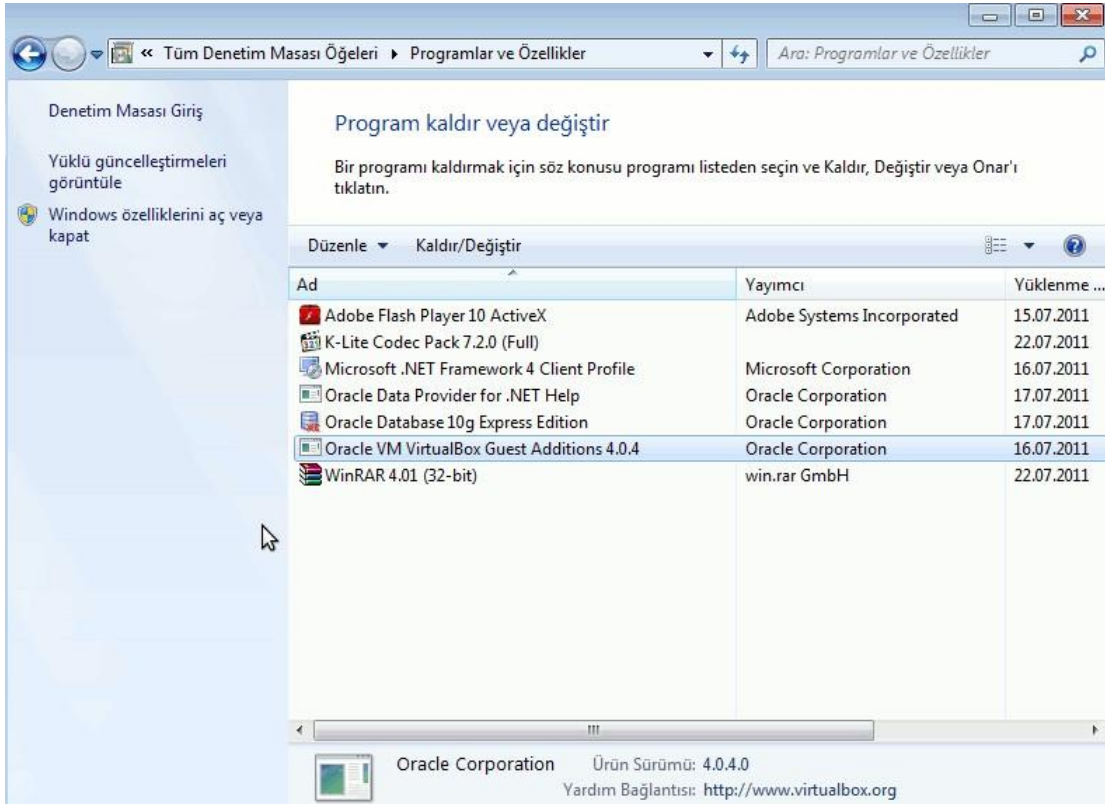 « Tüm Denetim Masası Öğeleri ▸ Programlar ve Özellikler
Ara: Programlar ve Özellikler
Denetim Masası Giriş
Yüklü güncelleştirmeleri
görüntüle
Windows özelliklerini aç veya
kapat
Program kaldır veya değiştir
Bir programı kaldırmak için söz konusu programı listeden seçin ve Kaldır, Değiştir veya Onar'ı
tıklatın.
Düzenle Kaldır/Değiştir
Ad Yayımcı Yüklenme ...
Adobe Flash Player 10 ActiveX Adobe Systems Incorporated 15.07.2011
K-Lite Codec Pack 7.2.0 (Full) 22.07.2011
Microsoft .NET Framework 4 Client Profile Microsoft Corporation 16.07.2011
Oracle Data Provider for .NET Help Oracle Corporation 17.07.2011
Oracle Database 10g Express Edition Oracle Corporation 17.07.2011
Oracle VM VirtualBox Guest Additions 4.0.4 Oracle Corporation 16.07.2011
WinRAR 4.01 (32-bit) win.rar GmbH 22.07.2011
Oracle Corporation Ürün Sürümü: 4.0.4.0
Yardım Bağlantısı: http://www.virtualbox.org